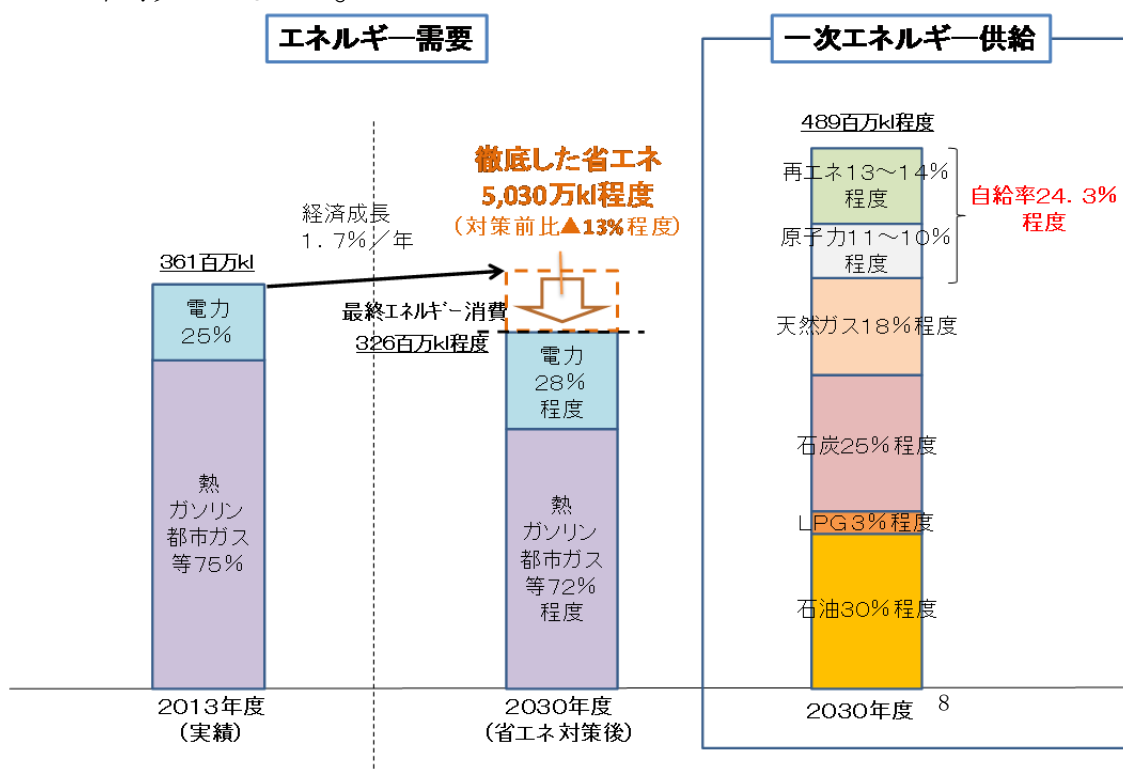 エネルギー需要
一次エネルギー供給
徹底した省エネ
5,030万kl程度
(対策前比▲13%程度)
経済成長
1.7%/年
361百万kl
電力
25%
熱
ガソリン
都市ガス
等75%
2013年度
(実績)
最終エネルギー消費
326百万kl程度
電力
28%
程度
熱
ガソリン
都市ガス
等72%
程度
2030年度
(省エネ対策後)
489百万kl程度
再エネ13~14%
程度
原子力11~10%
程度
天然ガス18%程度
石炭25%程度
LPG3%程度
石油30%程度
2030年度
自給率24.3%
程度
8